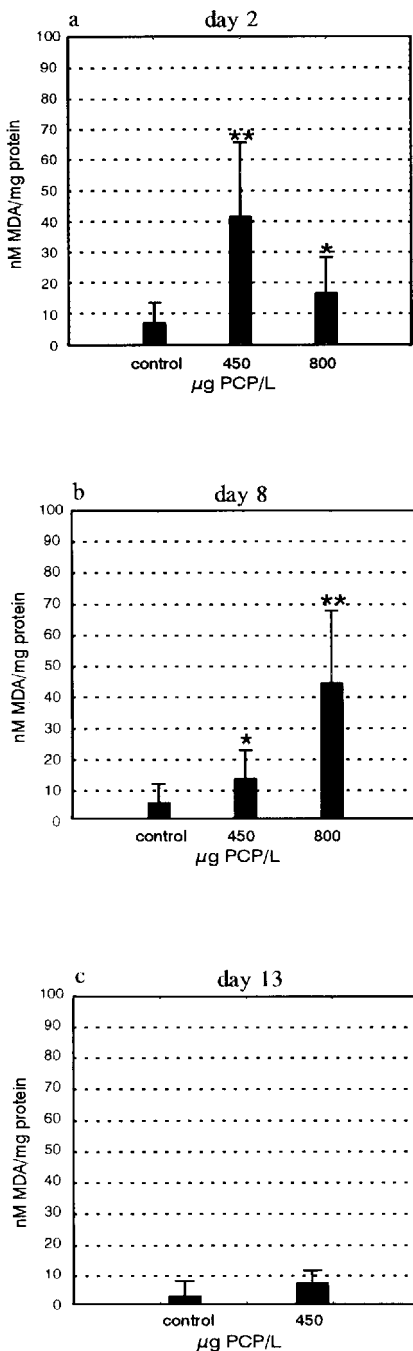 a
day 2
nM MDA/mg protein
100
90
80
70
60
50
40
30
20
10
0
**
*
control 450 800
µg PCP/L
b
day 8
nM MDA/mg protein
100
90
80
70
60
50
40
30
20
10
0
*
**
control 450 800
µg PCP/L
c
day 13
nM MDA/mg protein
100
90
80
70
60
50
40
30
20
10
0
control 450
µg PCP/L